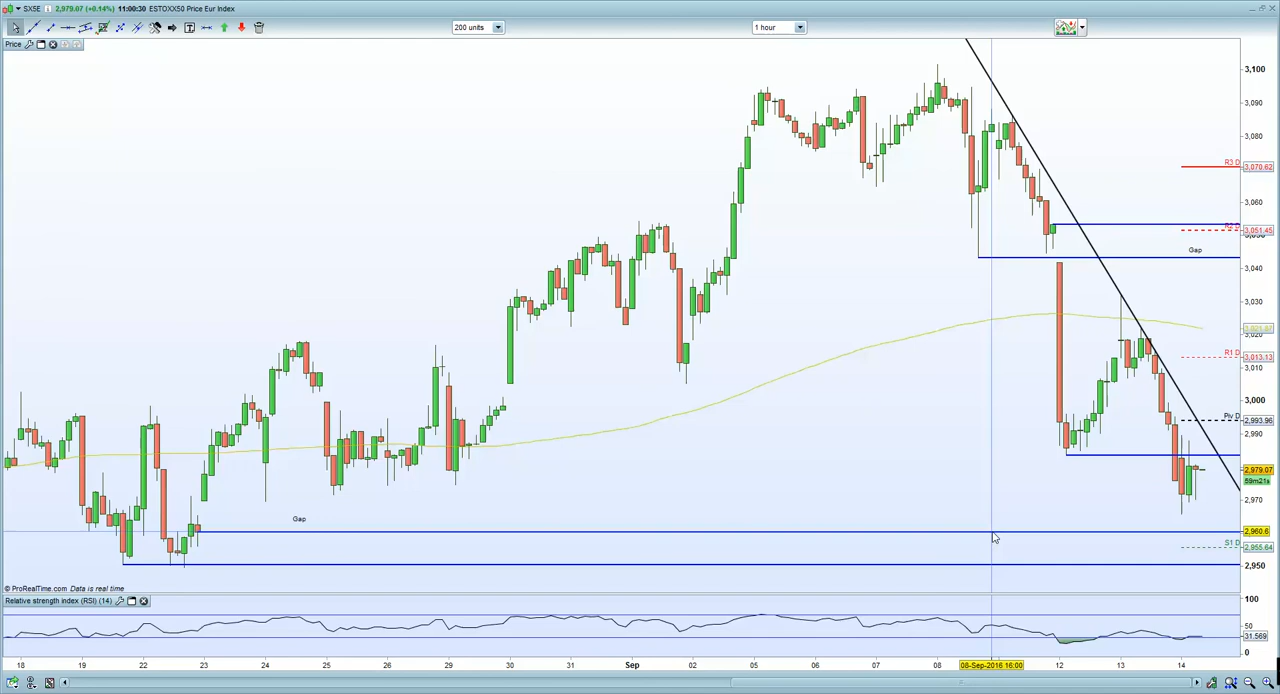 SX5E 2,979.07 (+0.14%) 11:00:30 ESTOXX50 Price Eur Index
200 units
1 hour
Price
3,100
3,090
3,080
R3 D
3,070.62
3,060
3,051.45
Gap
3,040
3,030
3,020
R1 D
3,013.13
3,010
3,000
Piv D
2,993.96
2,990
2,979.07
59m21s
2,970
Gap
2,960.6
S1 D
2,955.64
2,950
© ProRealTime.com Data is real time
Relative strength index (RSI) (14)
100
50
31.569
0
18 19 22 23 24 25 26 29 30 31 Sep 02 05 06 07 08 08-Sep-2016 16:00 12 13 14